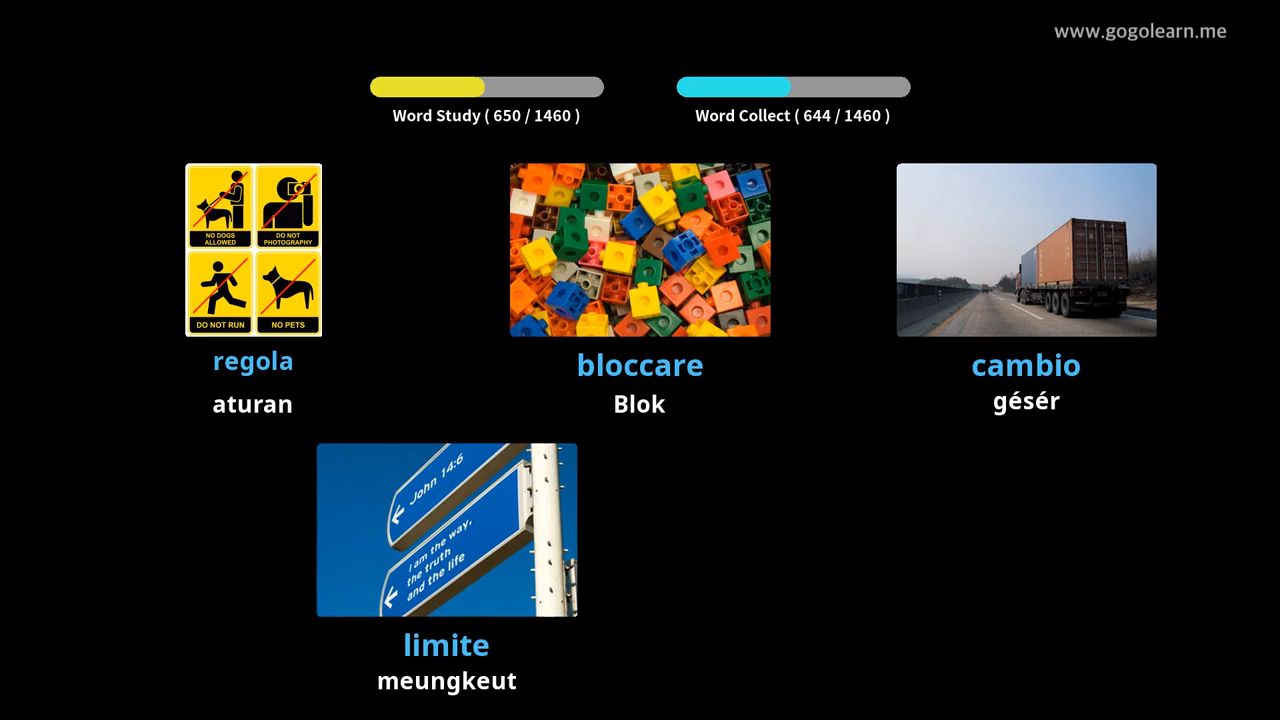 www.gogolearn.me
Word Study ( 650 / 1460 )
Word Collect ( 644 / 1460 )
NO DOGS
ALLOWED
DO NOT
PHOTOGRAPHY
DO NOT RUN
NO PETS
regola
aturan
bloccare
Blok
cambio
gésér
John 14:6
I am the way,
the truth
and the life
limite
meungkeut